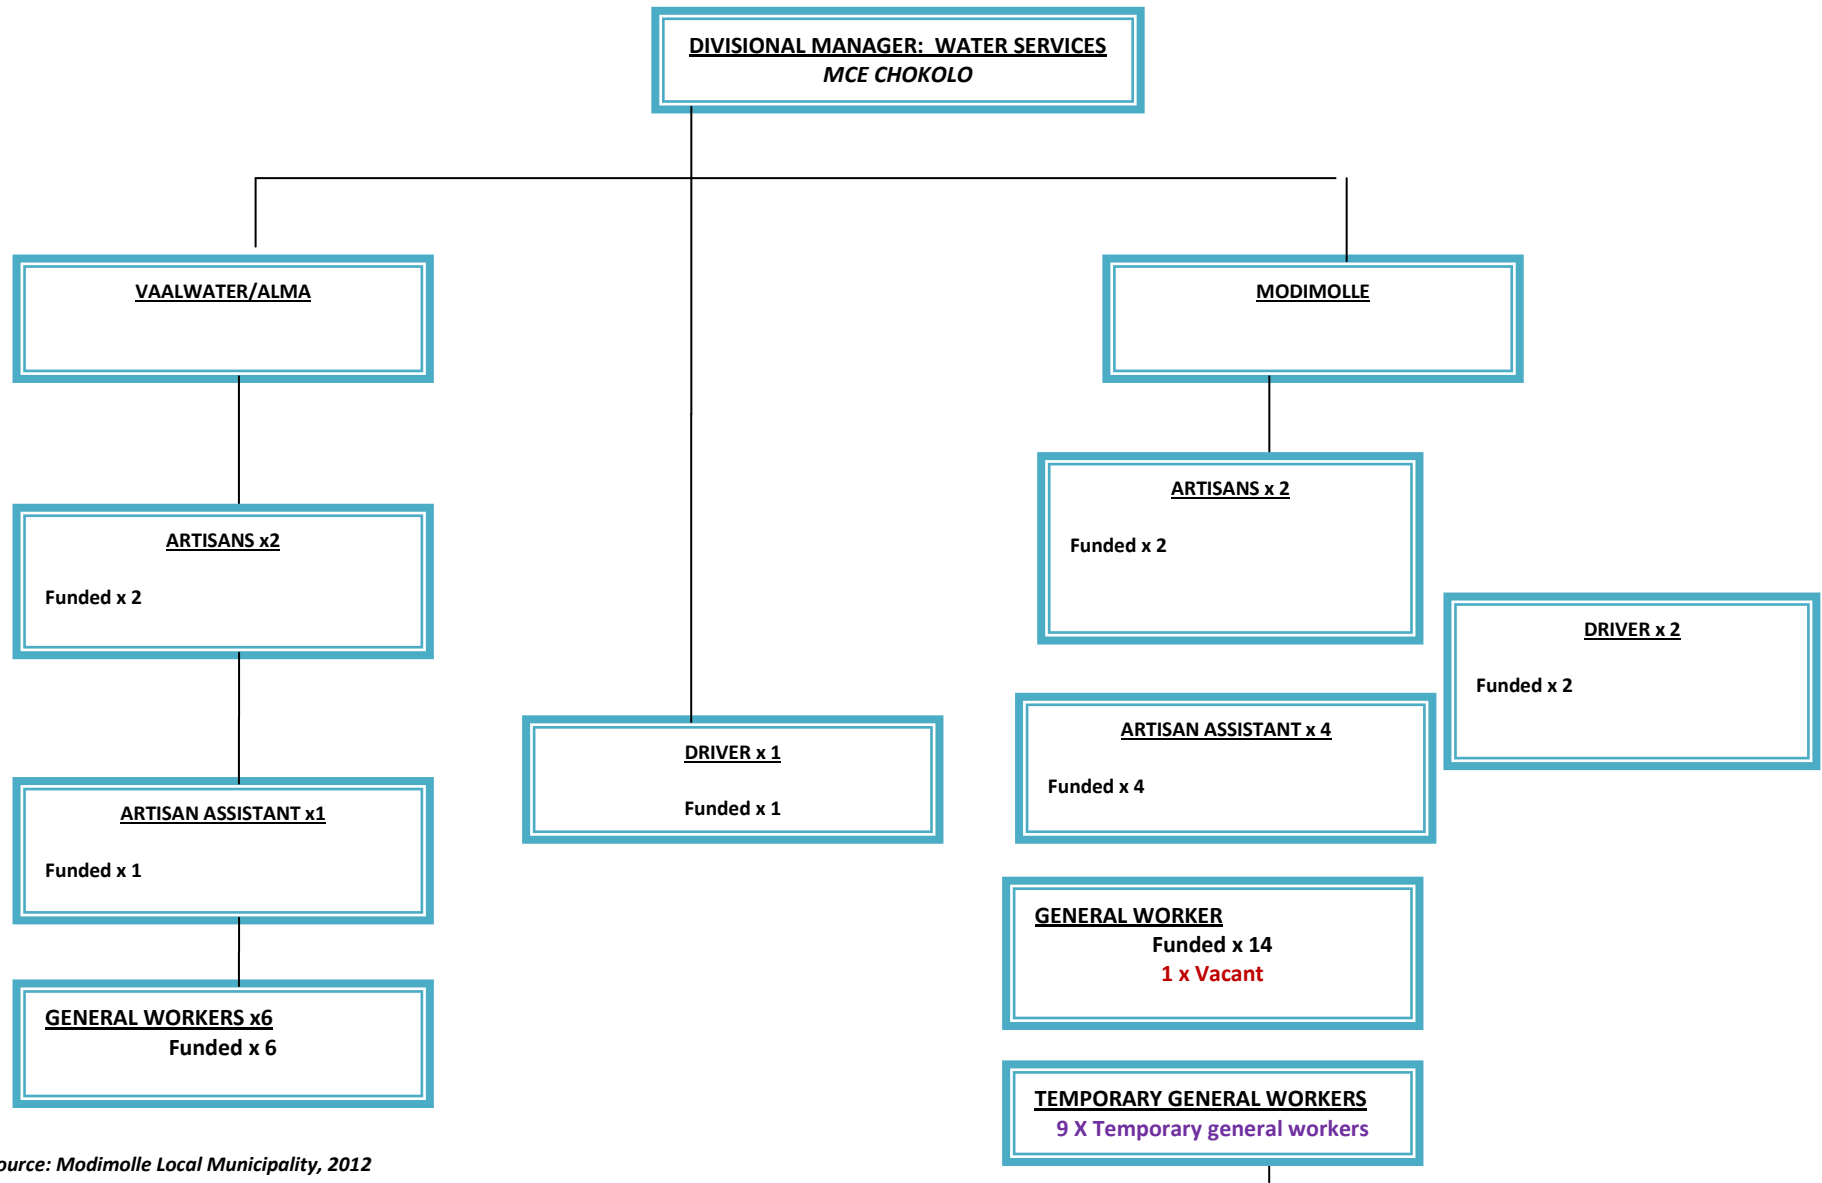 DIVISIONAL MANAGER: WATER SERVICES
MCE CHOKOLO
VAALWATER/ALMA
MODIMOLLE
ARTISANS x2
Funded x 2
ARTISANS x 2
Funded x 2
DRIVER x 2
Funded x 2
ARTISAN ASSISTANT x1
Funded x 1
DRIVER x 1
Funded x 1
ARTISAN ASSISTANT x 4
Funded x 4
GENERAL WORKER
Funded x 14
1 x Vacant
GENERAL WORKERS x6
Funded x 6
TEMPORARY GENERAL WORKERS
9 X Temporary general workers
ource: Modimolle Local Municipality, 2012